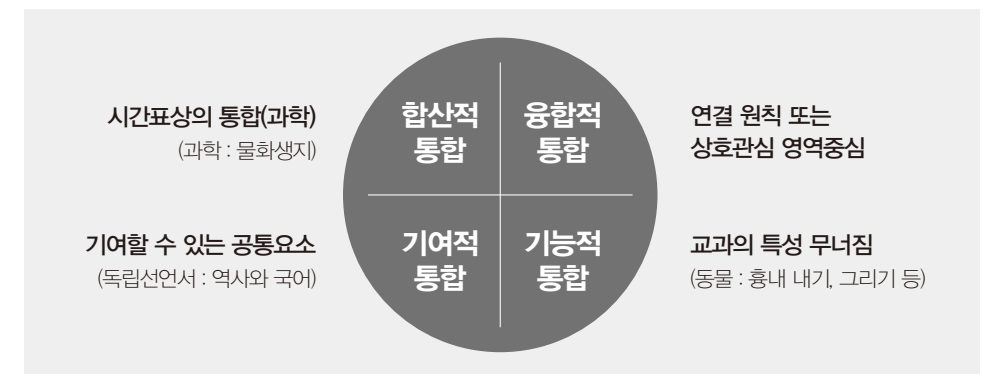 시간표상의 통합(과학)
(과학 : 물화생지)
합산적
통합
융합적
통합
연결 원칙 또는
상호관심 영역중심
기여할 수 있는 공통요소
(독립선언서 : 역사와 국어)
기여적
통합
기능적
통합
교과의 특성 무너짐
(동물 : 흉내 내기, 그리기 등)